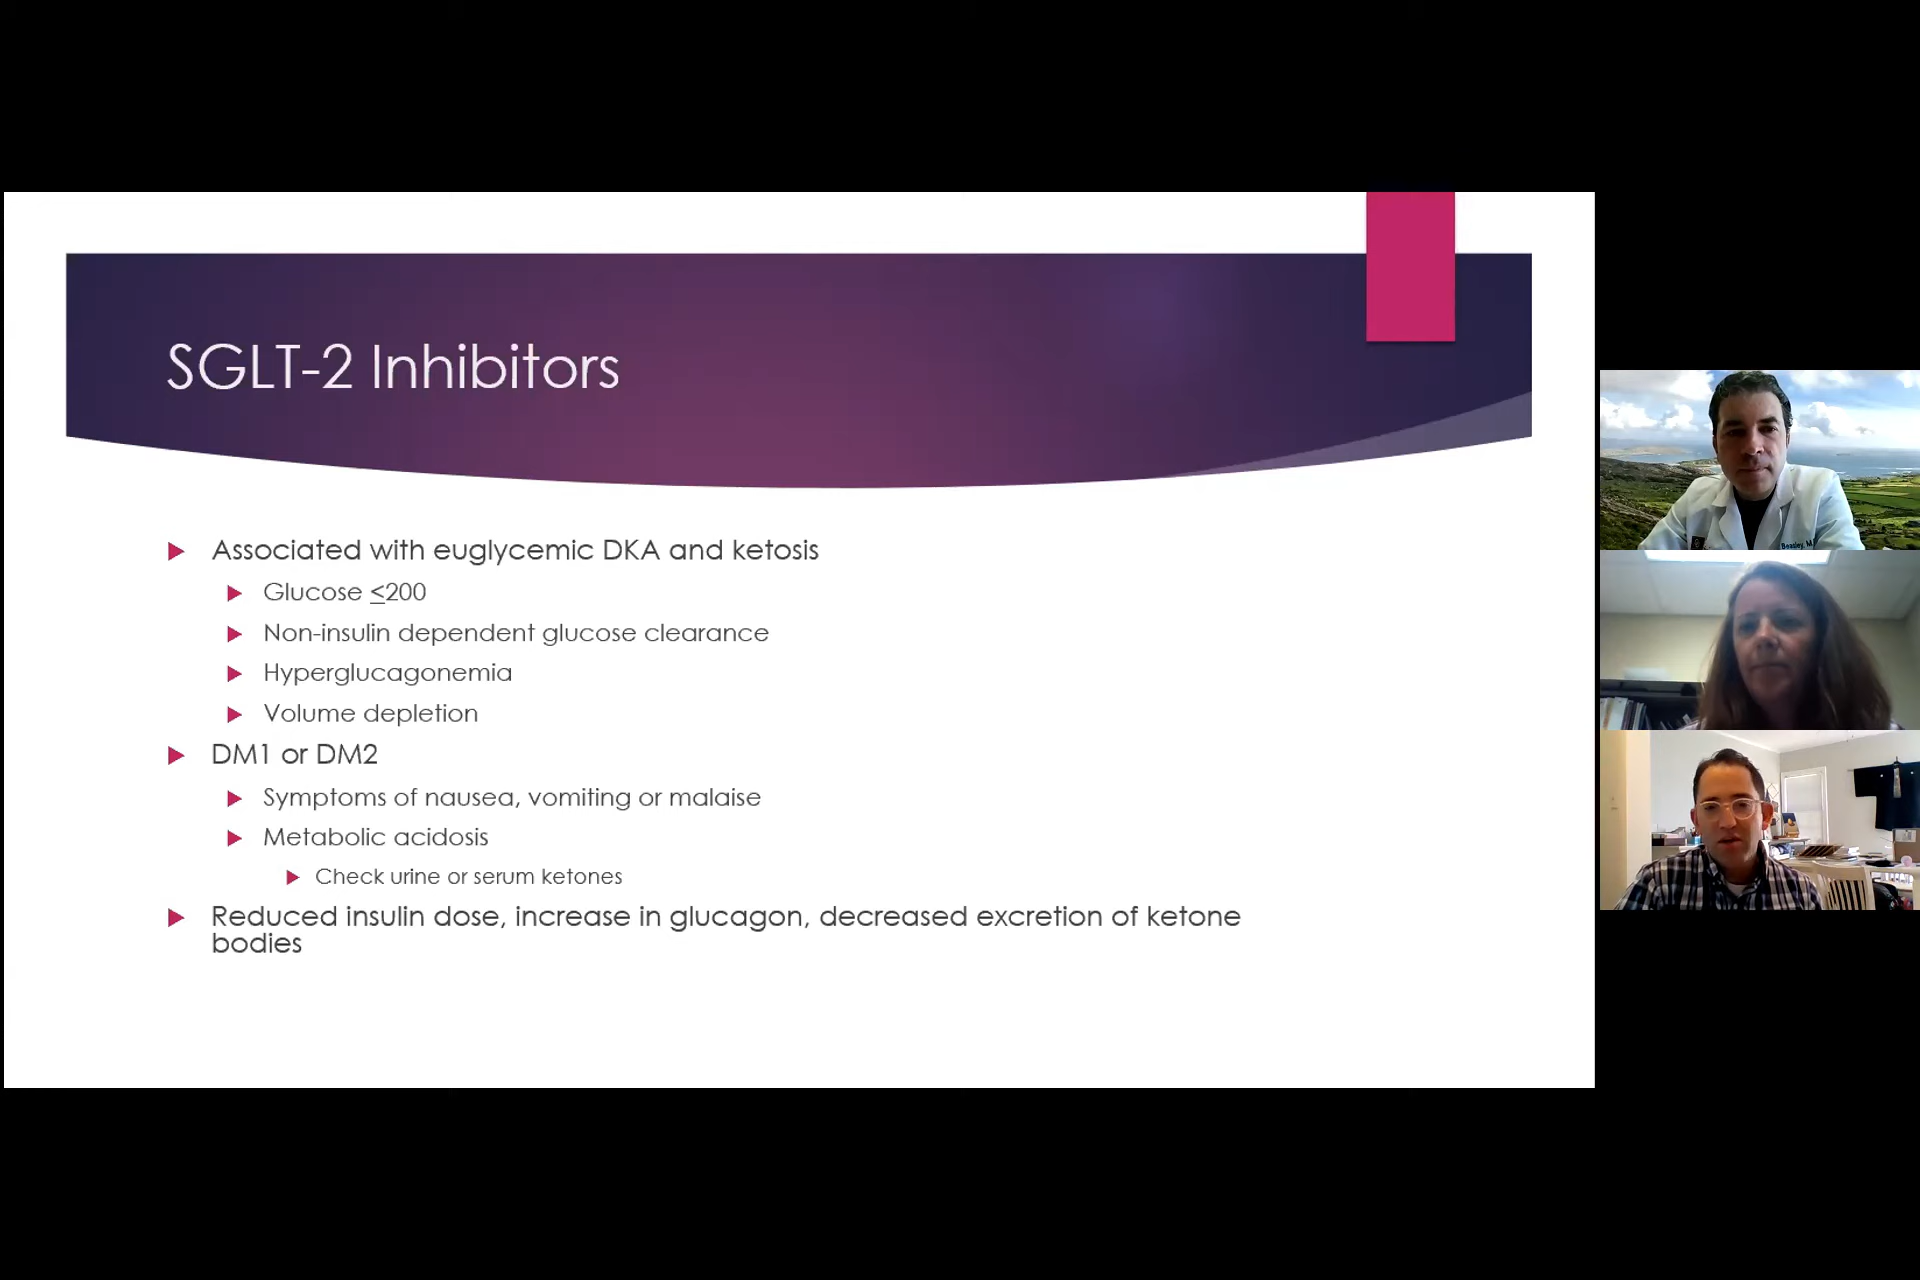 SGLT-2 Inhibitors
Associated with euglycemic DKA and ketosis
Glucose ≤200
Non-insulin dependent glucose clearance
Hyperglucagonemia
Volume depletion
DM1 or DM2
Symptoms of nausea, vomiting or malaise
Metabolic acidosis
Check urine or serum ketones
Reduced insulin dose, increase in glucagon, decreased excretion of ketone
bodies
Beasley, M